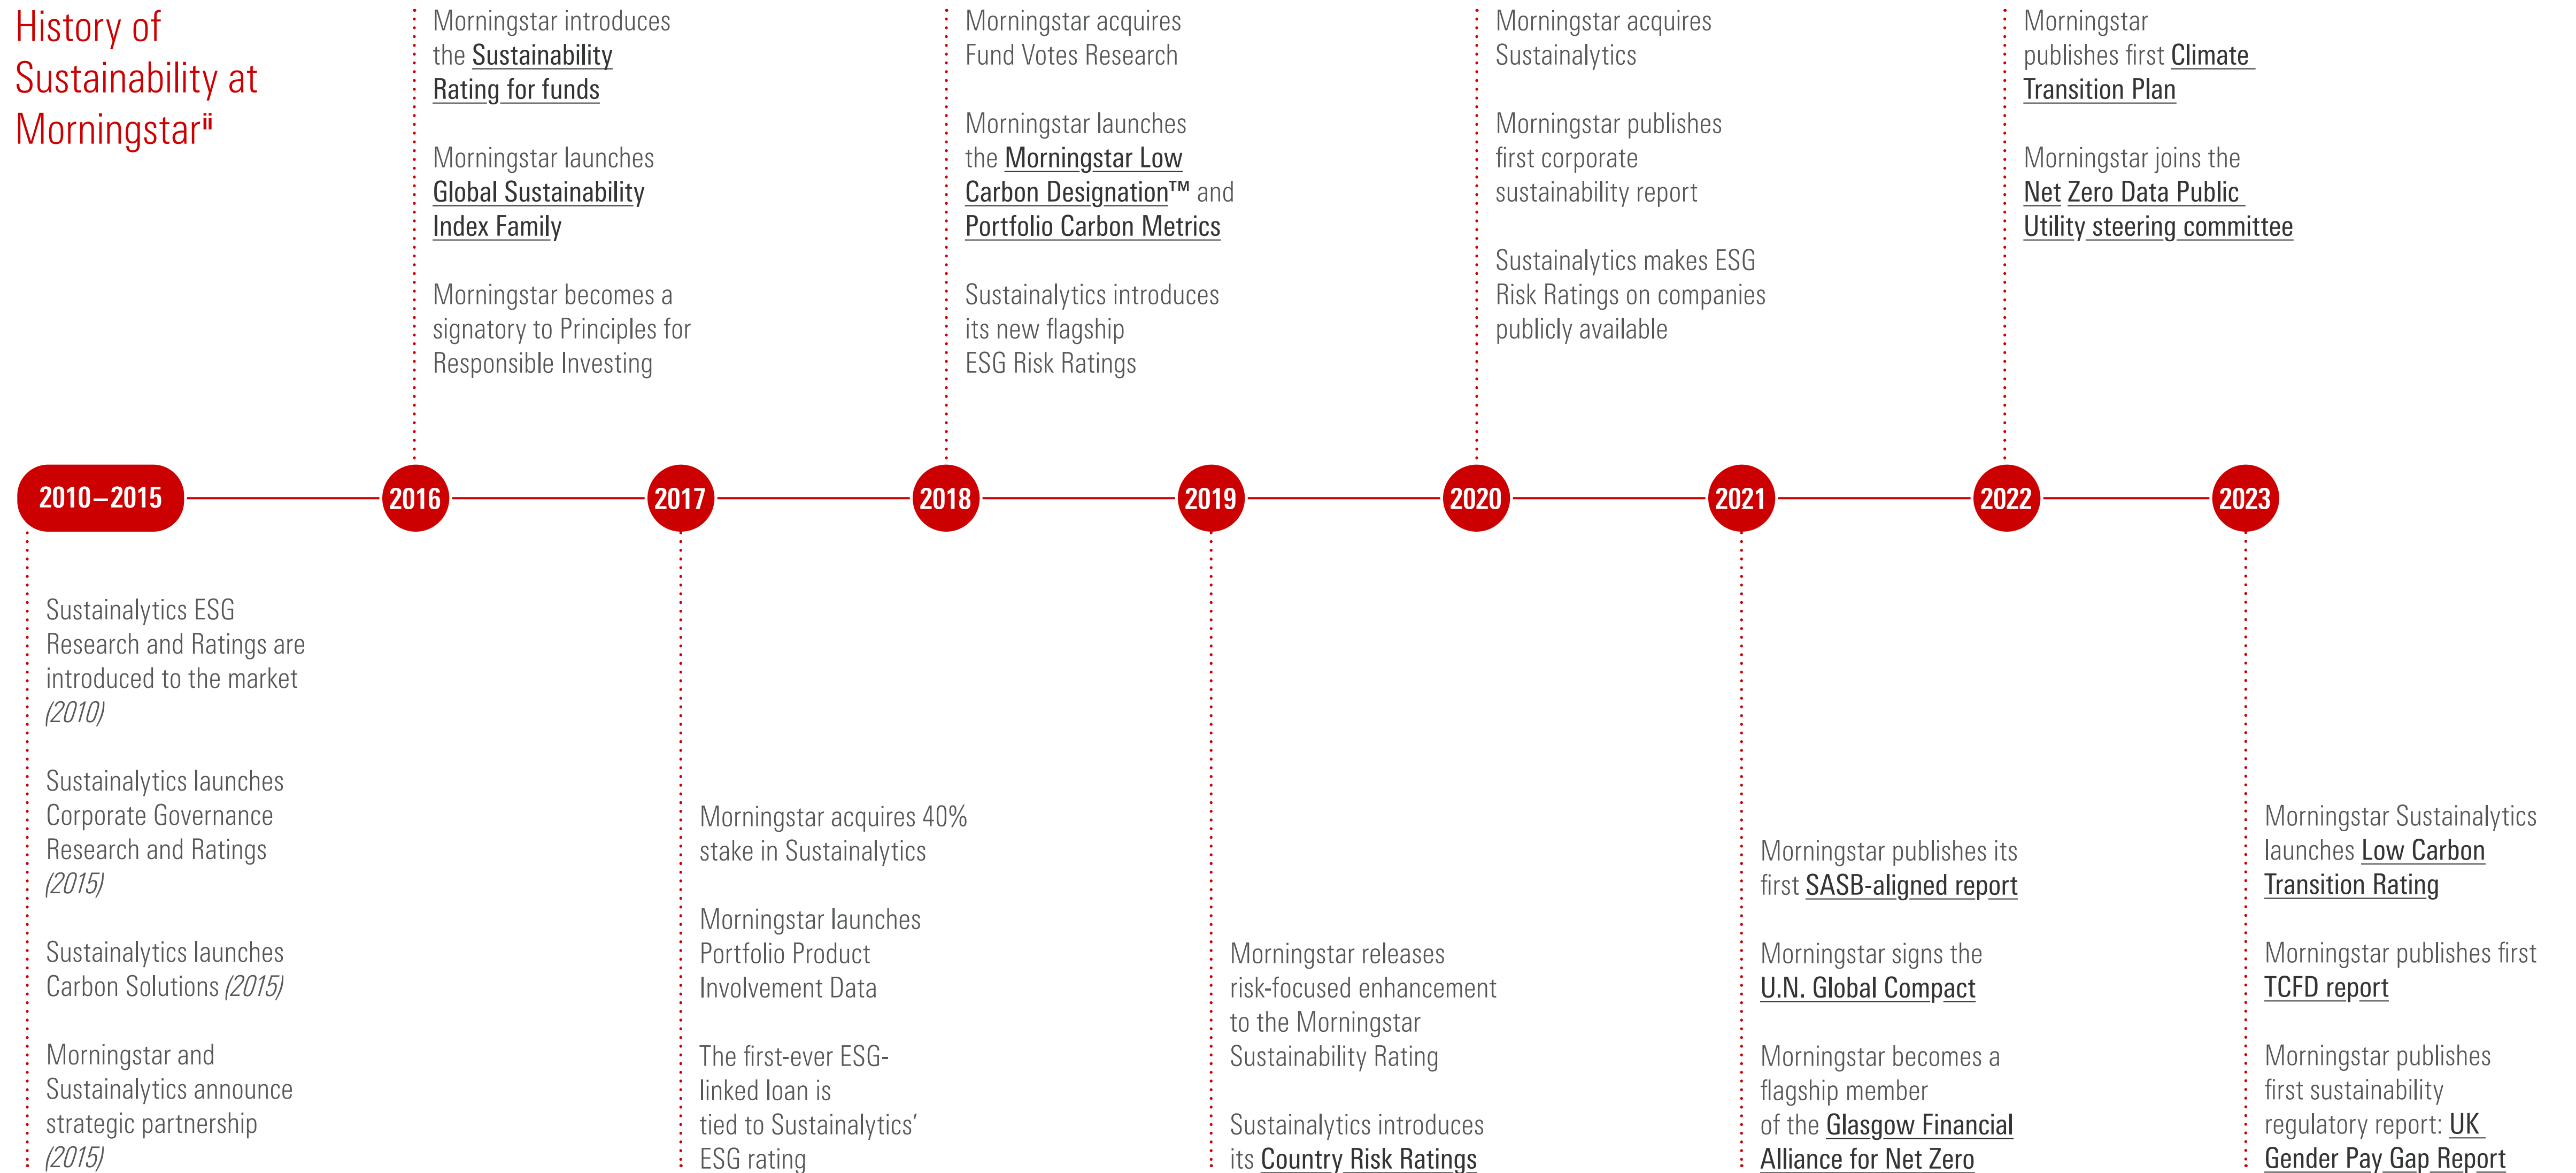 History of
Sustainability at
Morningstarⁱⁱ
Morningstar introduces
the Sustainability
Rating for funds
Morningstar launches
Global Sustainability
Index Family
Morningstar becomes a
signatory to Principles for
Responsible Investing
Morningstar acquires
Fund Votes Research
Morningstar launches
the Morningstar Low
Carbon Designation™ and
Portfolio Carbon Metrics
Sustainalytics introduces
its new flagship
ESG Risk Ratings
Morningstar acquires
Sustainalytics
Morningstar publishes
first corporate
sustainability report
Sustainalytics makes ESG
Risk Ratings on companies
publicly available
Morningstar
publishes first Climate
Transition Plan
Morningstar joins the
Net Zero Data Public
Utility steering committee
2010–2015
2016
2017
2018
2019
2020
2021
2022
2023
Sustainalytics ESG
Research and Ratings are
introduced to the market
(2010)
Sustainalytics launches
Corporate Governance
Research and Ratings
(2015)
Sustainalytics launches
Carbon Solutions (2015)
Morningstar and
Sustainalytics announce
strategic partnership
(2015)
Morningstar acquires 40%
stake in Sustainalytics
Morningstar launches
Portfolio Product
Involvement Data
The first-ever ESG-
linked loan is
tied to Sustainalytics’
ESG rating
Morningstar releases
risk-focused enhancement
to the Morningstar
Sustainability Rating
Sustainalytics introduces
its Country Risk Ratings
Morningstar publishes its
first SASB-aligned report
Morningstar signs the
U.N. Global Compact
Morningstar becomes a
flagship member
of the Glasgow Financial
Alliance for Net Zero
Morningstar Sustainalytics
launches Low Carbon
Transition Rating
Morningstar publishes first
TCFD report
Morningstar publishes
first sustainability
regulatory report: UK
Gender Pay Gap Report